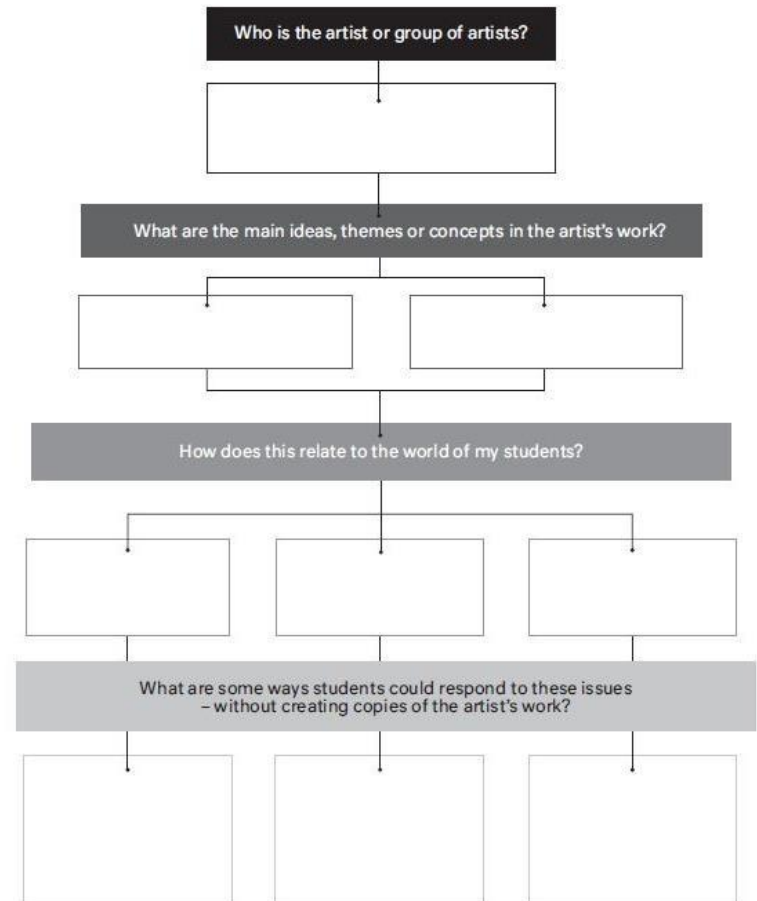 Who is the artist or group of artists?
What are the main ideas, themes or concepts in the artist’s work?
How does this relate to the world of my students?
What are some ways students could respond to these issues
– without creating copies of the artist’s work?